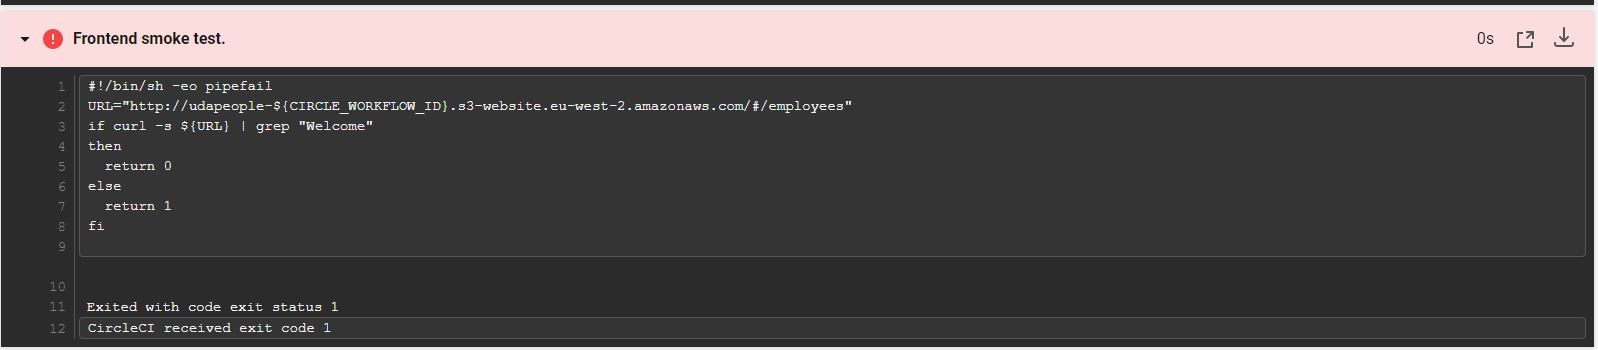 Frontend smoke test.
0s
1 #!/bin/sh -eo pipefail
2 URL="http://udapeople-${CIRCLE_WORKFLOW_ID}.s3-website.eu-west-2.amazonaws.com/#/employees"
3 if curl -s ${URL} | grep "Welcome"
4 then
5   return 0
6 else
7   return 1
8 fi
9
10
11 Exited with code exit status 1
12 CircleCI received exit code 1